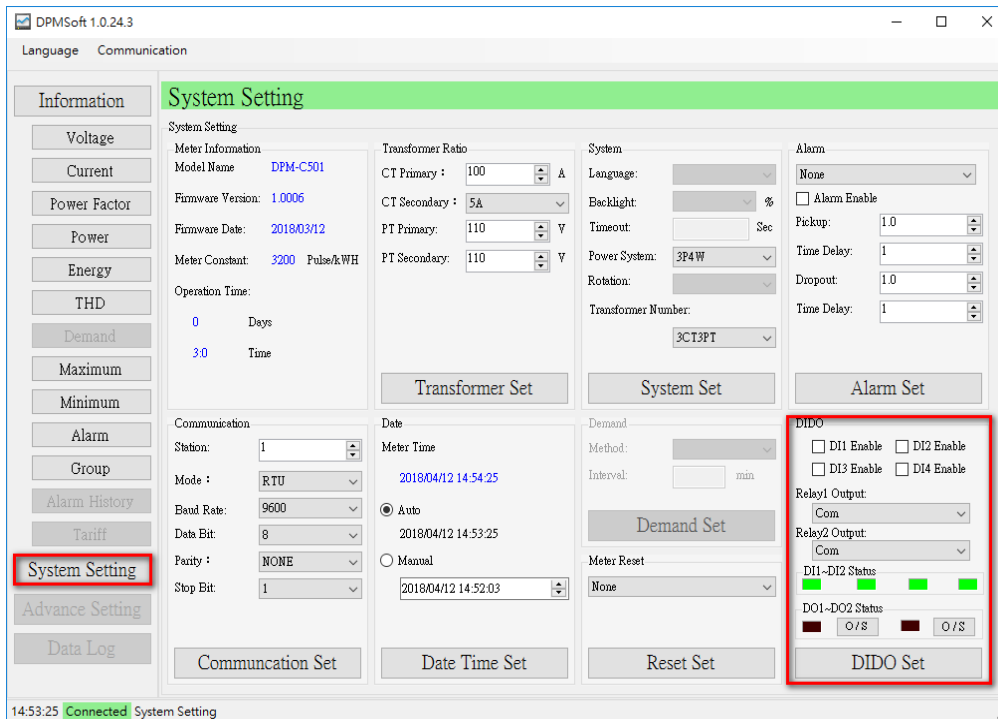 DPMSoft 1.0.24.3
Language Communication
Information
Voltage
Current
Power Factor
Power
Energy
THD
Demand
Maximum
Minimum
Alarm
Group
Alarm History
Tariff
System Setting
Advance Setting
Data Log
System Setting
System Setting
Meter Information
Model Name DPM-C501
Firmware Version: 1.0006
Firmware Date: 2018/03/12
Meter Constant: 3200 Pulse/kWH
Operation Time:
0 Days
3:0 Time
Transformer Ratio
CT Primary : 100 A
CT Secondary : 5A
PT Primary: 110 V
PT Secondary: 110 V
Transformer Set
System
Language:
Backlight: %
Timeout: Sec
Power System: 3P4W
Rotation:
Transformer Number:
3CT3PT
System Set
Alarm
None
Alarm Enable
Pickup: 1.0
Time Delay: 1
Dropout: 1.0
Time Delay: 1
Alarm Set
Communication
Station: 1
Mode : RTU
Baud Rate: 9600
Data Bit: 8
Parity : NONE
Stop Bit: 1
Communcation Set
Date
Meter Time
2018/04/12 14:54:25
Auto
2018/04/12 14:53:25
Manual
2018/04/12 14:52:03
Date Time Set
Demand
Method:
Interval: min
Demand Set
Meter Reset
None
Reset Set
DIDO
DI1 Enable DI2 Enable
DI3 Enable DI4 Enable
Relay1 Output:
Com
Relay2 Output:
Com
DI1~DI2 Status
DO1~DO2 Status
O/S O/S
DIDO Set
14:53:25 Connected System Setting